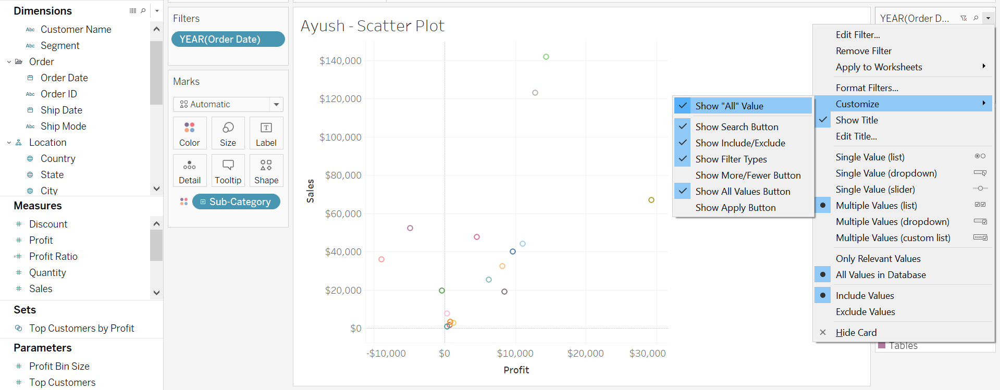 Dimensions
Abc Customer Name
Abc Segment
Order
Order Date
Abc Order ID
Ship Date
Abc Ship Mode
Location
Country
State
City
Measures
# Discount
# Profit
=# Profit Ratio
# Quantity
# Sales
Sets
Top Customers by Profit
Parameters
# Profit Bin Size
# Top Customers
Filters
YEAR(Order Date)
Marks
Automatic
Color
Size
T
Label
Detail
Tooltip
Shape
Sub-Category
Ayush - Scatter Plot
Sales
$140,000
$120,000
$100,000
$80,000
$60,000
$40,000
$20,000
$0
-$10,000
$0
$10,000
$20,000
$30,000
Profit
Show "All" Value
Show Search Button
Show Include/Exclude
Show Filter Types
Show More/Fewer Button
Show All Values Button
Show Apply Button
YEAR(Order D...
Edit Filter...
Remove Filter
Apply to Worksheets
Format Filters...
Customize
Show Title
Edit Title...
Single Value (list)
Single Value (dropdown)
Single Value (slider)
Multiple Values (list)
Multiple Values (dropdown)
Multiple Values (custom list)
Only Relevant Values
All Values in Database
Include Values
Exclude Values
Hide Card
Tables